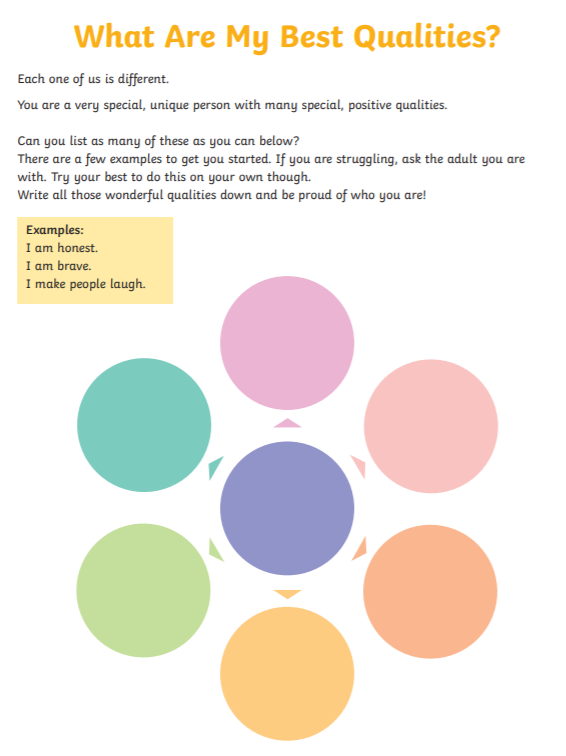 What Are My Best Qualities?
Each one of us is different.
You are a very special, unique person with many special, positive qualities.
Can you list as many of these as you can below?
There are a few examples to get you started. If you are struggling, ask the adult you are
with. Try your best to do this on your own though.
Write all those wonderful qualities down and be proud of who you are!
Examples:
I am honest.
I am brave.
I make people laugh.